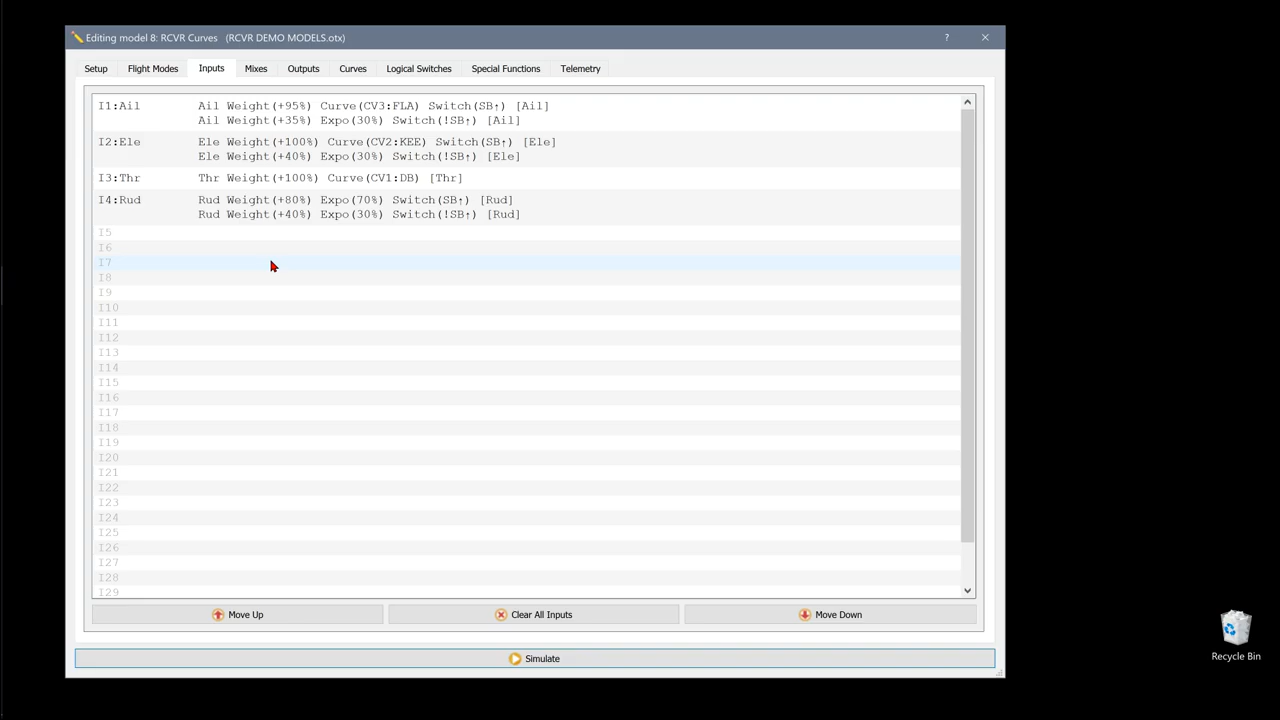 Editing model 8: RCVR Curves (RCVR DEMO MODELS.otx)
?
Setup Flight Modes Inputs Mixes Outputs Curves Logical Switches Special Functions Telemetry
I1:Ail Ail Weight(+95%) Curve(CV3:FLA) Switch(SB↑) [Ail]
Ail Weight(+35%) Expo(30%) Switch(!SB↑) [Ail]
I2:Ele Ele Weight(+100%) Curve(CV2:KEE) Switch(SB↑) [Ele]
Ele Weight(+40%) Expo(30%) Switch(!SB↑) [Ele]
I3:Thr Thr Weight(+100%) Curve(CV1:DB) [Thr]
I4:Rud Rud Weight(+80%) Expo(70%) Switch(SB↑) [Rud]
Rud Weight(+40%) Expo(30%) Switch(!SB↑) [Rud]
I5
I6
I7
I8
I9
I10
I11
I12
I13
I14
I15
I16
I17
I18
I19
I20
I21
I22
I23
I24
I25
I26
I27
I28
I29
Move Up Clear All Inputs Move Down
Simulate
Recycle Bin